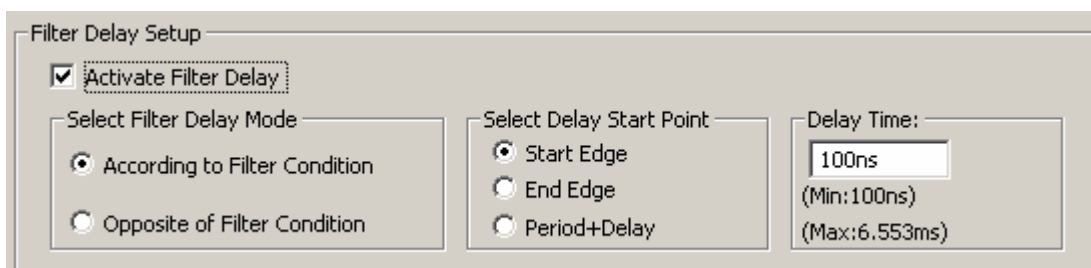 Filter Delay Setup
Activate Filter Delay
Select Filter Delay Mode
According to Filter Condition
Opposite of Filter Condition
Select Delay Start Point
Start Edge
End Edge
Period+Delay
Delay Time:
100ns
(Min:100ns)
(Max:6.553ms)